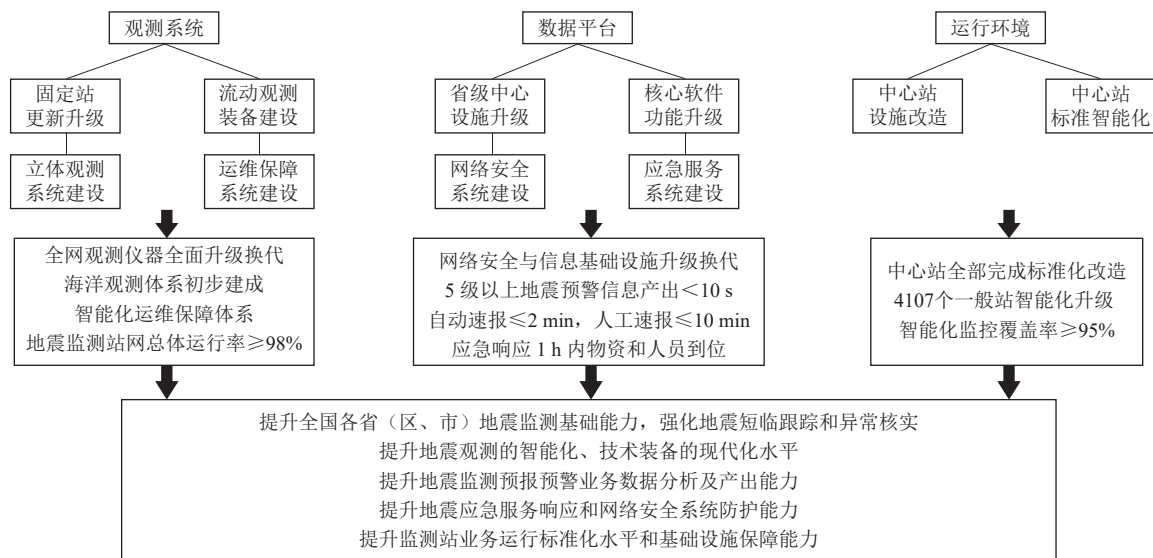 观测系统
数据平台
运行环境
固定站
更新升级
流动观测
装备建设
省级中心
设施升级
核心软件
功能升级
中心站
设施改造
中心站
标准智能化
立体观测
系统建设
运维保障
系统建设
网络安全
系统建设
应急服务
系统建设
全网观测仪器全面升级换代
海洋观测体系初步建成
智能化运维保障体系
地震监测站网总体运行率≥98%
网络安全与信息基础设施升级换代
5 级以上地震预警信息产出＜10 s
自动速报≤2 min，人工速报≤10 min
应急响应 1 h 内物资和人员到位
中心站全部完成标准化改造
4107个一般站智能化升级
智能化监控覆盖率≥95%
提升全国各省（区、市）地震监测基础能力，强化地震短临跟踪和异常核实
提升地震观测的智能化、技术装备的现代化水平
提升地震监测预报预警业务数据分析及产出能力
提升地震应急服务响应和网络安全系统防护能力
提升监测站业务运行标准化水平和基础设施保障能力